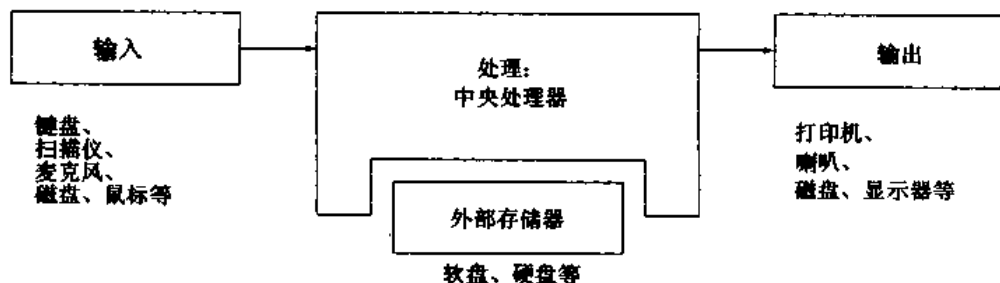 输入
处理：
中央处理器
输出
键盘、
扫描仪、
麦克风、
磁盘、鼠标等
打印机、
喇叭、
磁盘、显示器等
外部存储器
软盘、硬盘等